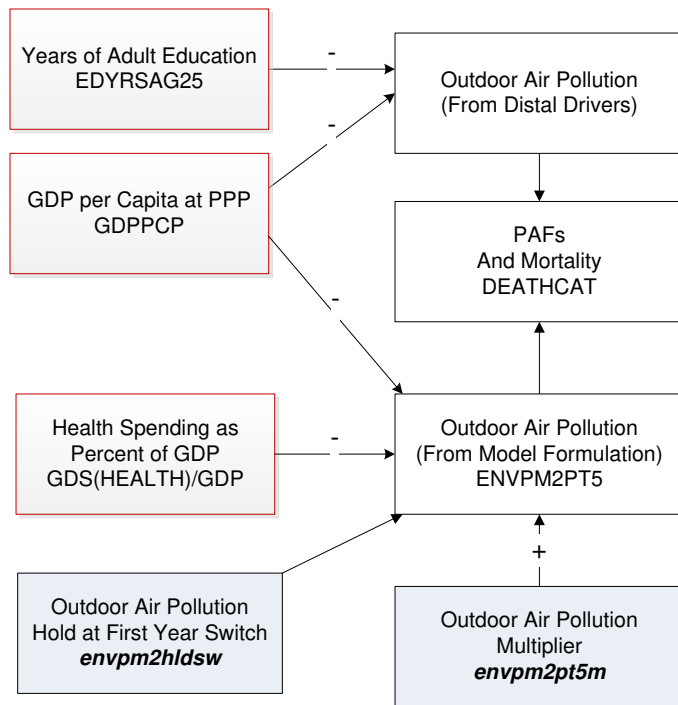 Years of Adult Education
EDYRSAG25
-
Outdoor Air Pollution
(From Distal Drivers)
-
GDP per Capita at PPP
GDPPCP
PAFs
And Mortality
DEATHCAT
-
Health Spending as
Percent of GDP
GDS(HEALTH)/GDP
-
Outdoor Air Pollution
(From Model Formulation)
ENVPM2PT5
+
Outdoor Air Pollution
Hold at First Year Switch
envpm2hldsw
Outdoor Air Pollution
Multiplier
envpm2pt5m